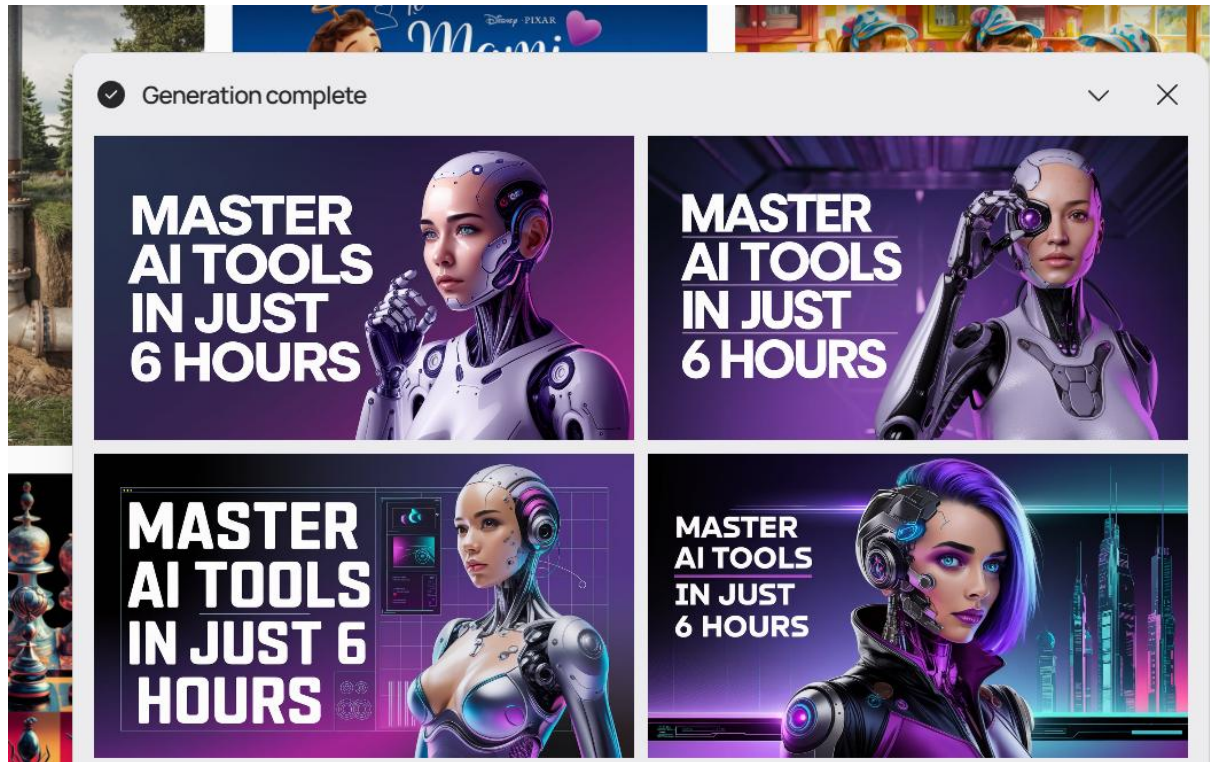 Disney · PIXAR
Mami
Generation complete
MASTER
AI TOOLS
IN JUST
6 HOURS
MASTER
AI TOOLS
IN JUST
6 HOURS
MASTER
AI TOOLS
IN JUST 6
HOURS
MASTER
AI TOOLS
IN JUST
6 HOURS